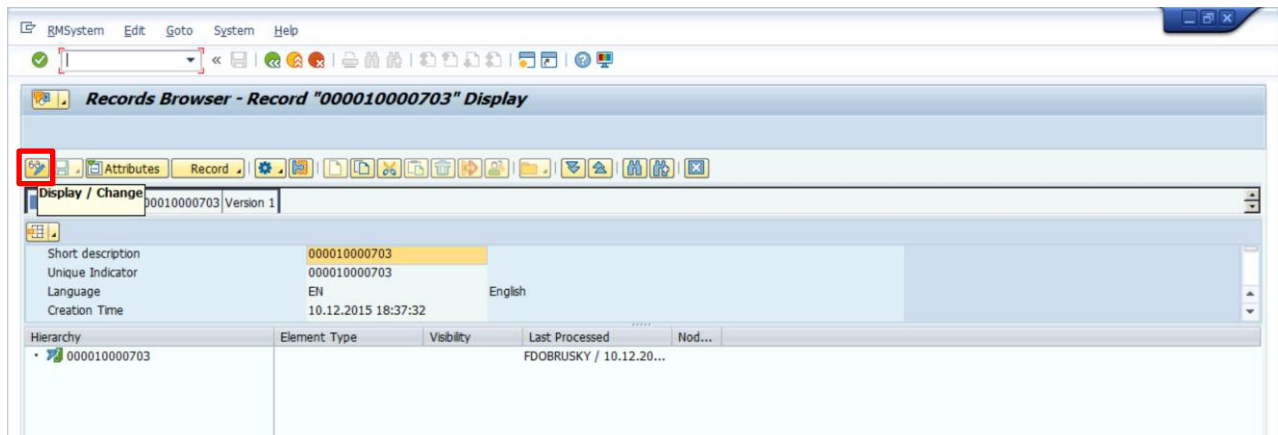 RMSystem Edit Goto System Help
Records Browser - Record "000010000703" Display
Attributes Record
Display / Change 00010000703 Version 1
Short description 000010000703
Unique Indicator 000010000703
Language EN English
Creation Time 10.12.2015 18:37:32
Hierarchy Element Type Visibility Last Processed Nod...
000010000703 FDOBRUSKY / 10.12.20...